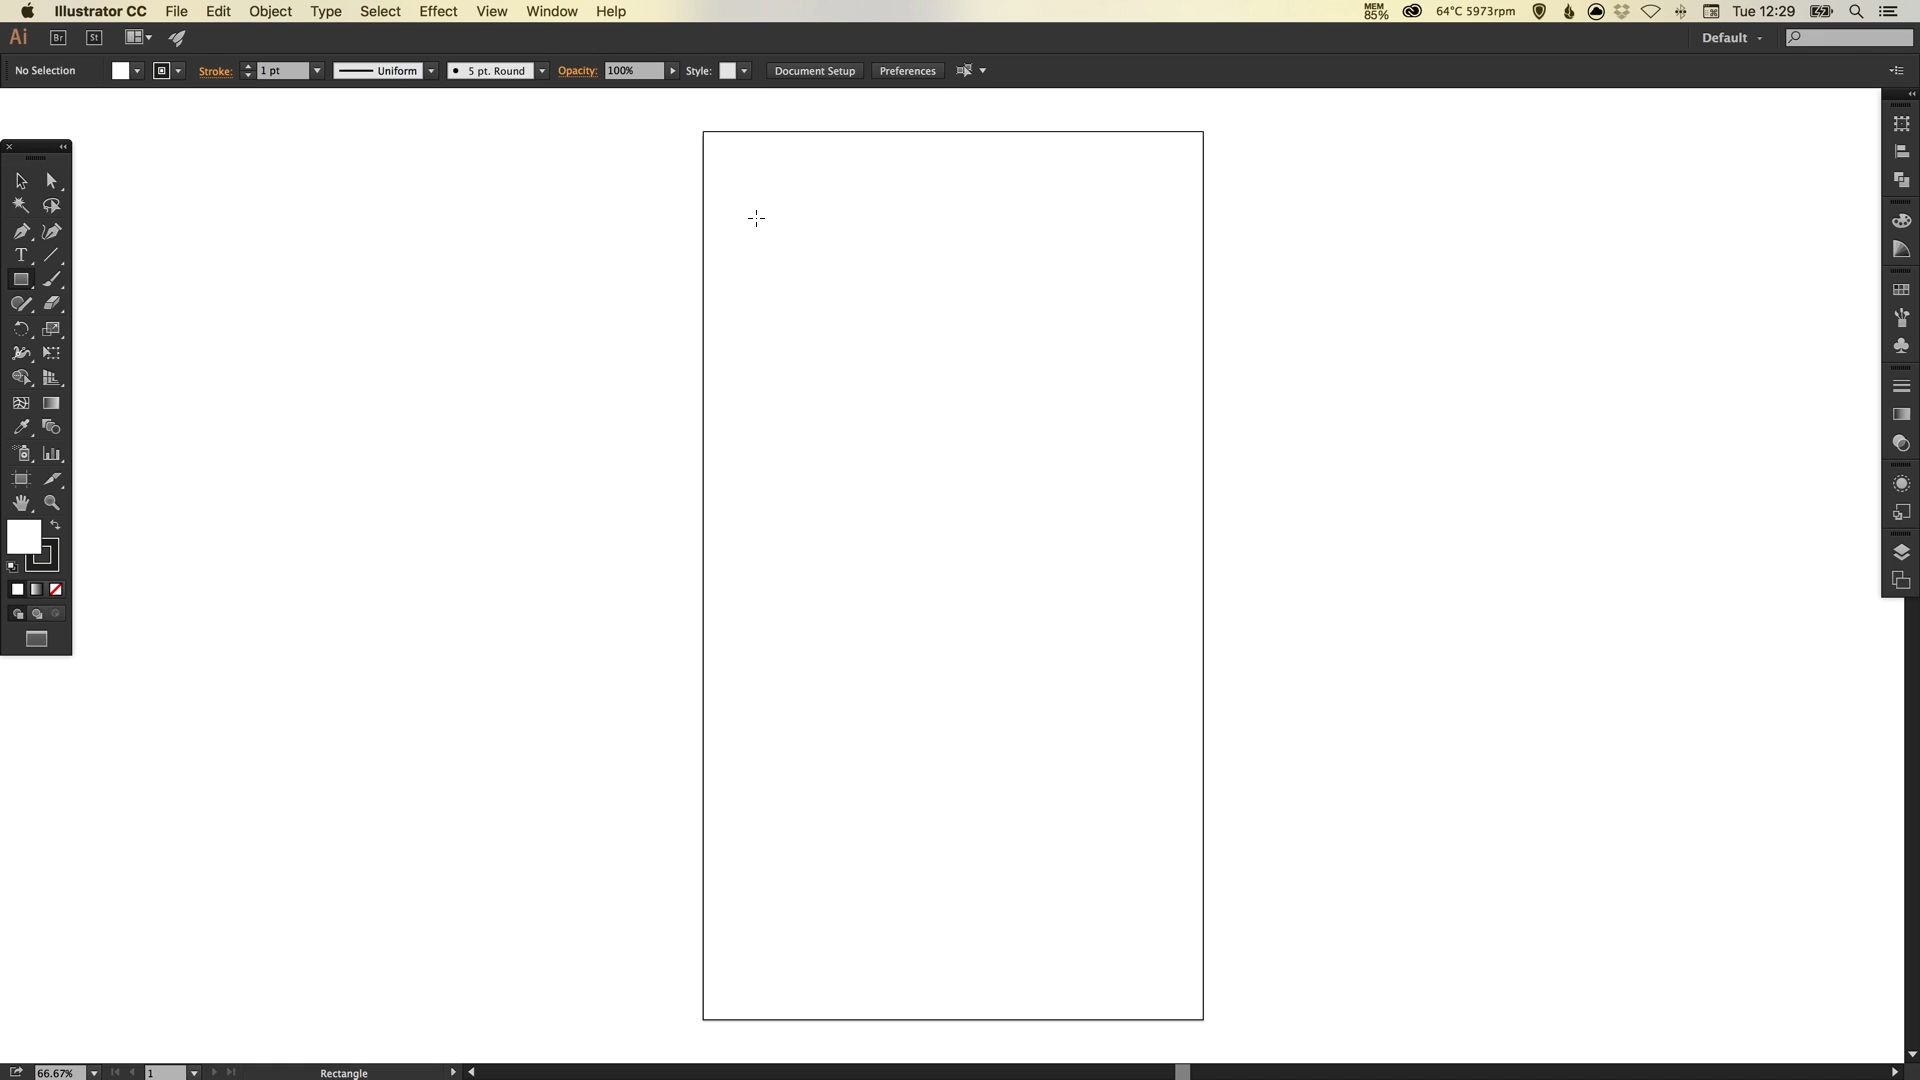 Illustrator CC File Edit Object Type Select Effect View Window Help MEM 85% 64°C 5973rpm Tue 12:29
Ai Br St Default
No Selection Stroke: 1 pt Uniform 5 pt. Round Opacity: 100% Style: Document Setup Preferences
T
66.67% 1 Rectangle